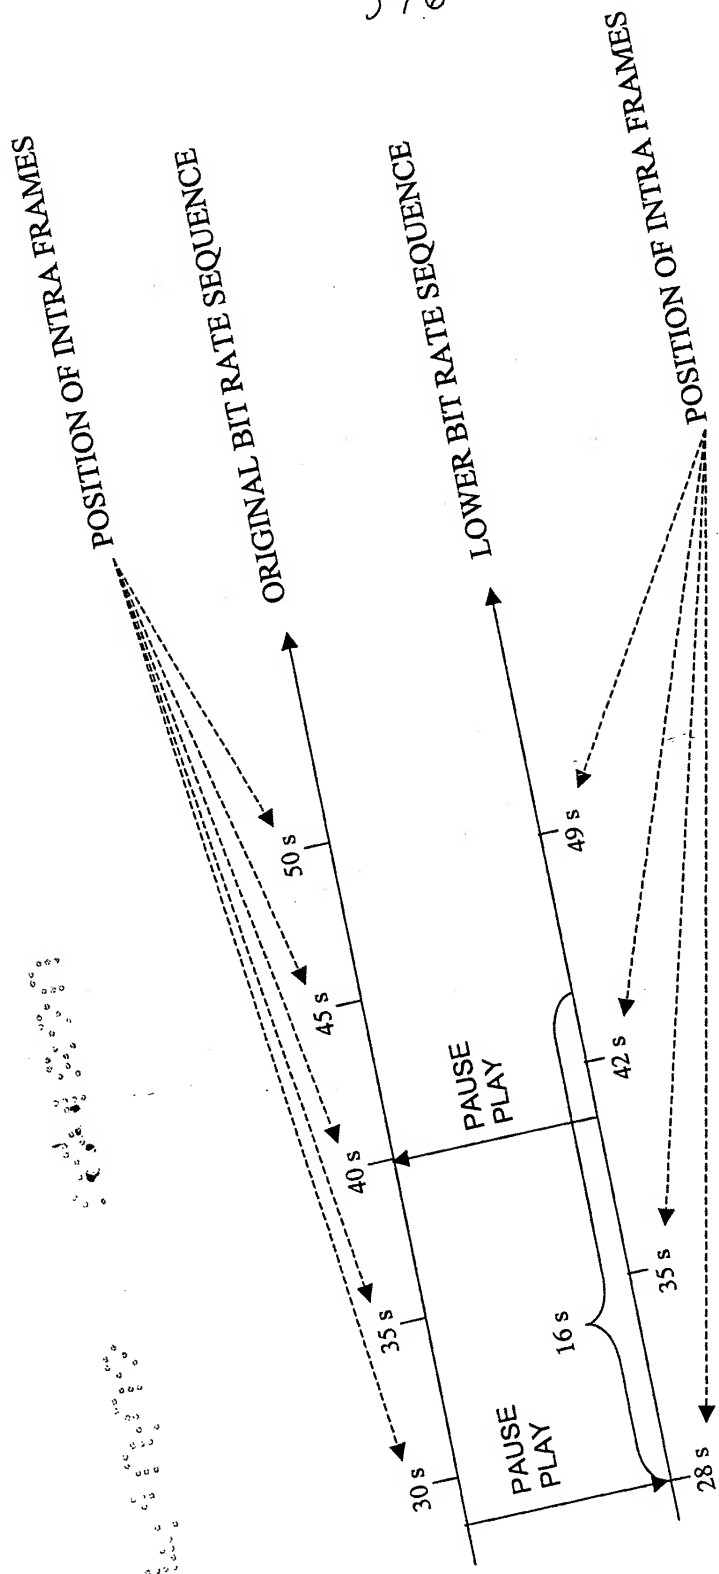 POSITION OF INTRA FRAMES
ORIGINAL BIT RATE SEQUENCE
30 s
35 s
40 s
45 s
50 s
PAUSE
PLAY
PAUSE
PLAY
LOWER BIT RATE SEQUENCE
16 s
28 s
35 s
42 s
49 s
POSITION OF INTRA FRAMES